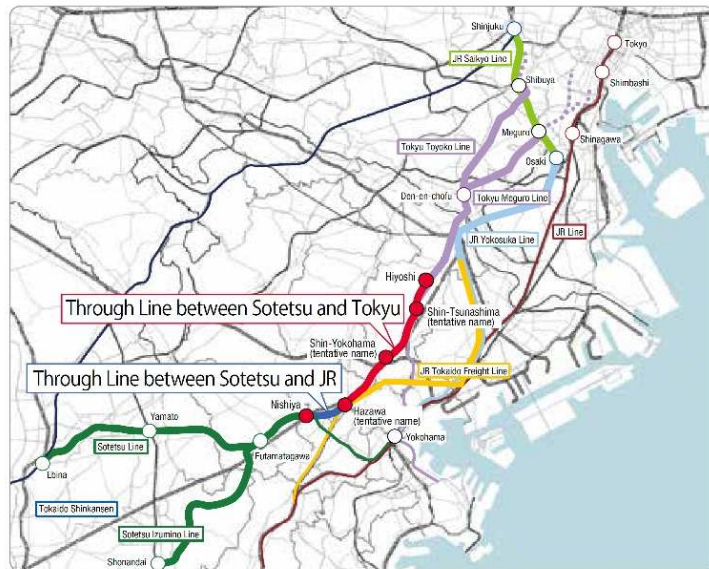 Shinjuku
Tokyo
JR Saikyo Line
Shimbashi
Shibuya
Meguro
Shinagawa
Tokyu Toyoko Line
Osaki
Den-en-chofu
Tokyu Meguro Line
JR Yokosuka Line
JR Line
Hiyoshi
Through Line between Sotetsu and Tokyu
Shin-Tsunashima
(tentative name)
Shin-Yokohama
(tentative name)
Through Line between Sotetsu and JR
JR Tokaido Freight Line
Nishiya
Hazawa
(tentative name)
Yamato
Yokohama
Sotetsu Line
Futamatagawa
Ebina
Tokaido Shinkansen
Sotetsu Izumino Line
Shonandai